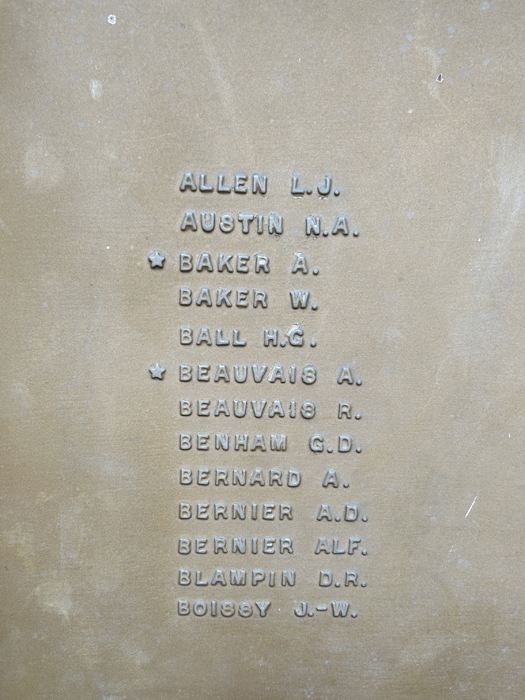 ALLEN L.J.
AUSTIN N.A.
★ BAKER A.
BAKER W.
BALL H.G.
★ BEAUVAIS A.
BEAUVAIS R.
BENHAM G.D.
BERNARD A.
BERNIER A.D.
BERNIER ALF.
BLAMPIN D.R.
BOISSY J.-W.